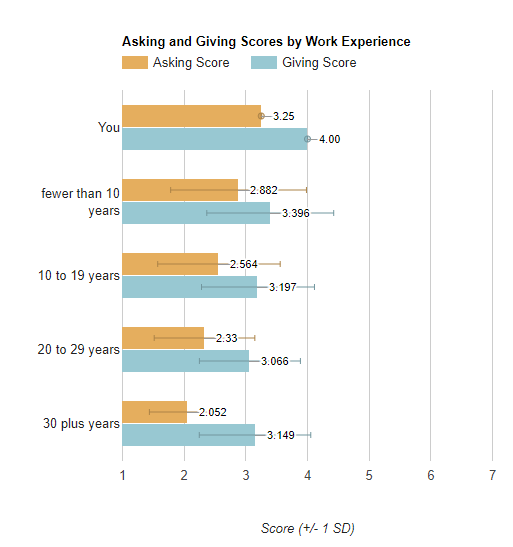 Asking and Giving Scores by Work Experience
Asking Score Giving Score
You
3.25
4.00
fewer than 10
years
2.882
3.396
10 to 19 years
2.564
3.197
20 to 29 years
2.33
3.066
30 plus years
2.052
3.149
1 2 3 4 5 6 7
Score (+/- 1 SD)